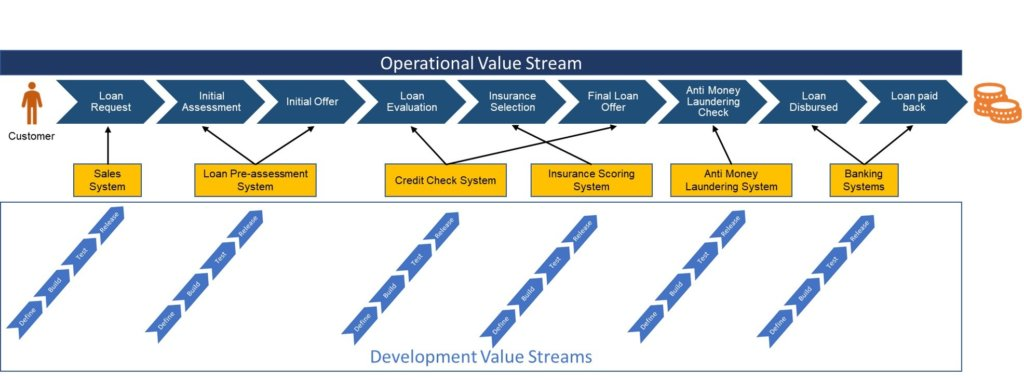 Operational Value Stream
Customer
Loan
Request
Initial
Assessment
Initial Offer
Loan
Evaluation
Insurance
Selection
Final Loan
Offer
Anti Money
Laundering
Check
Loan
Disbursed
Loan paid
back
Sales
System
Loan Pre-assessment
System
Credit Check System
Insurance Scoring
System
Anti Money
Laundering System
Banking
Systems
Define
Build
Test
Release
Define
Build
Test
Release
Define
Build
Test
Release
Define
Build
Test
Release
Define
Build
Test
Release
Define
Build
Test
Release
Development Value Streams